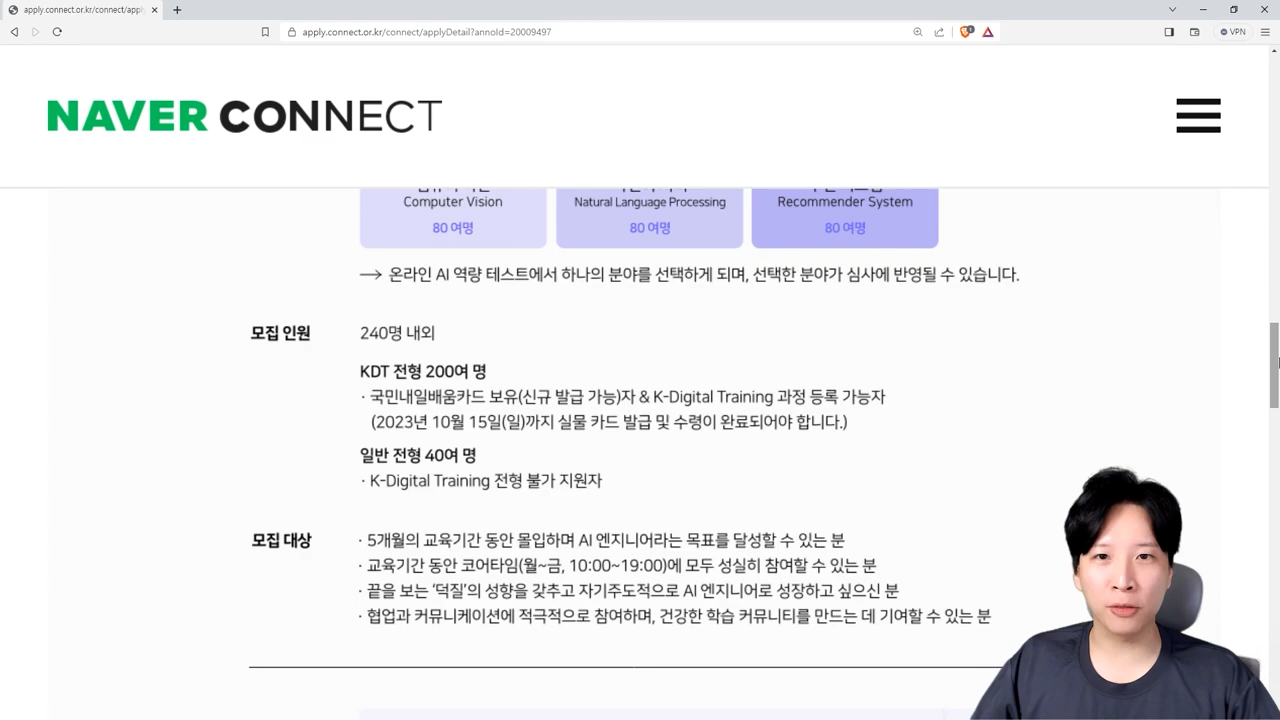 apply.connect.or.kr/connect/apply
apply.connect.or.kr/connect/applyDetail?annoId=20009497
VPN
NAVER CONNECT
Computer Vision
Natural Language Processing
Recommender System
80 여명
80 여명
80 여명
→ 온라인 AI 역량 테스트에서 하나의 분야를 선택하게 되며, 선택한 분야가 심사에 반영될 수 있습니다.
모집 인원
240명 내외
KDT 전형 200여 명
· 국민내일배움카드 보유(신규 발급 가능)자 & K-Digital Training 과정 등록 가능자
(2023년 10월 15일(일)까지 실물 카드 발급 및 수령이 완료되어야 합니다.)
일반 전형 40여 명
· K-Digital Training 전형 불가 지원자
모집 대상
· 5개월의 교육기간 동안 몰입하며 AI 엔지니어라는 목표를 달성할 수 있는 분
· 교육기간 동안 코어타임(월~금, 10:00~19:00)에 모두 성실히 참여할 수 있는 분
· 끝을 보는 '덕질'의 성향을 갖추고 자기주도적으로 AI 엔지니어로 성장하고 싶으신 분
· 협업과 커뮤니케이션에 적극적으로 참여하며, 건강한 학습 커뮤니티를 만드는 데 기여할 수 있는 분